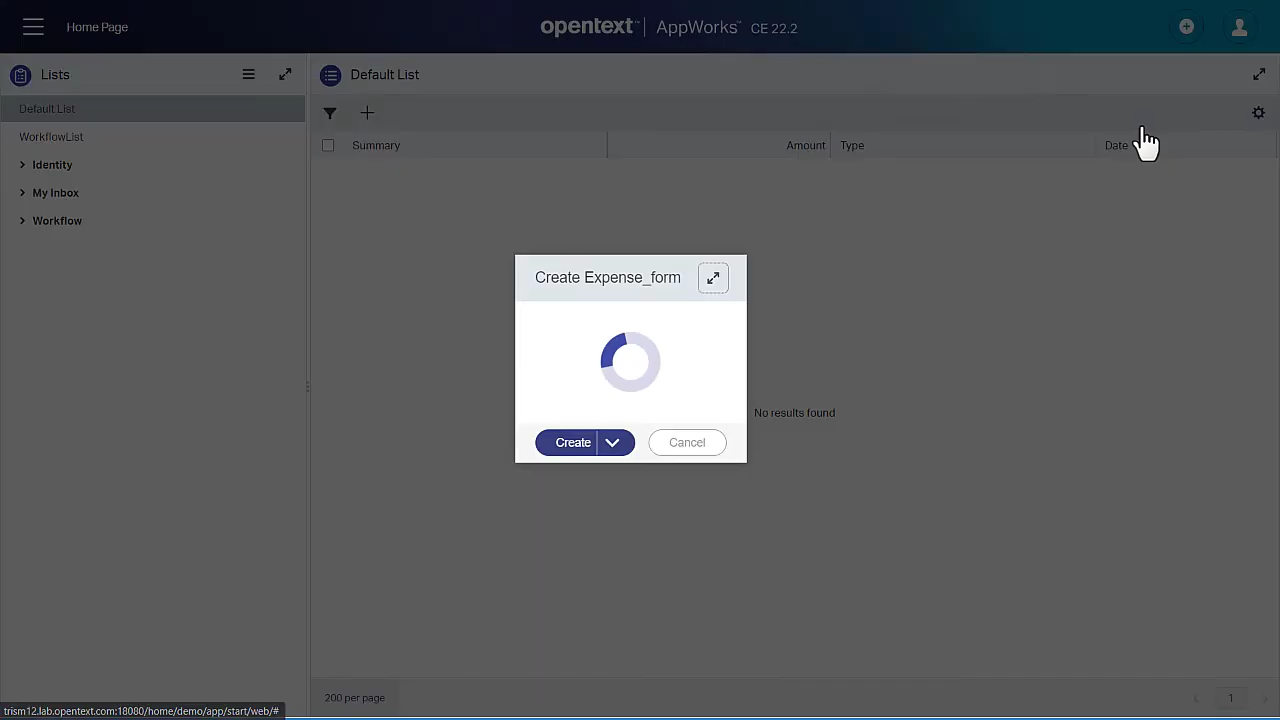 Home Page
opentext™ | AppWorks™ CE 22.2
Lists
Default List
WorkflowList
Identity
My Inbox
Workflow
Default List
Summary
Amount
Type
Date
Create Expense_form
Create
Cancel
No results found
200 per page
1
trism12.lab.opentext.com:18080/home/demo/app/start/web/#